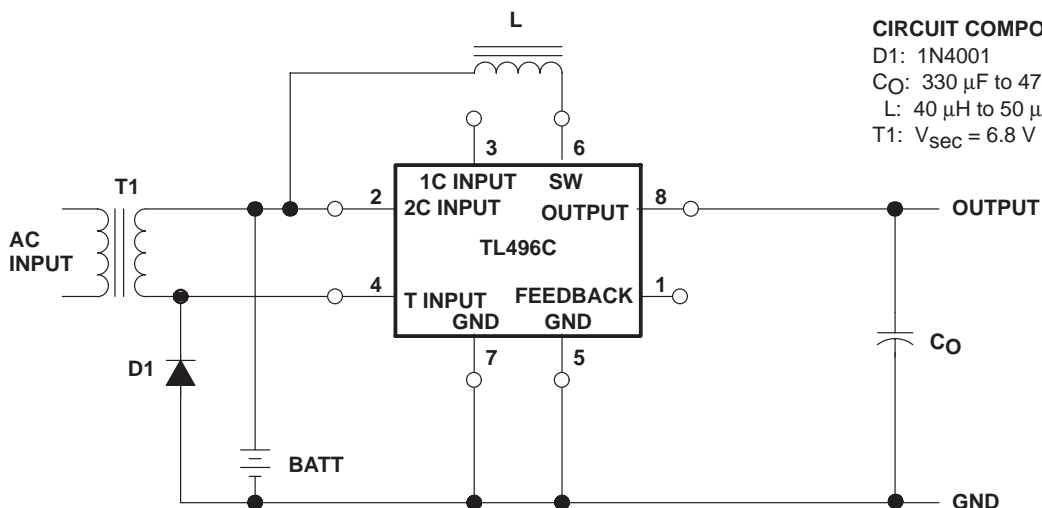 L
CIRCUIT COMPO
D1: 1N4001
CO: 330 μF to 47
L: 40 μH to 50 μ
T1: Vsec = 6.8 V
3
6
T1
2
1C INPUT
SW
8
2C INPUT
OUTPUT
OUTPUT
AC
INPUT
TL496C
4
T INPUT
FEEDBACK
1
GND
GND
7
5
D1
CO
BATT
GND